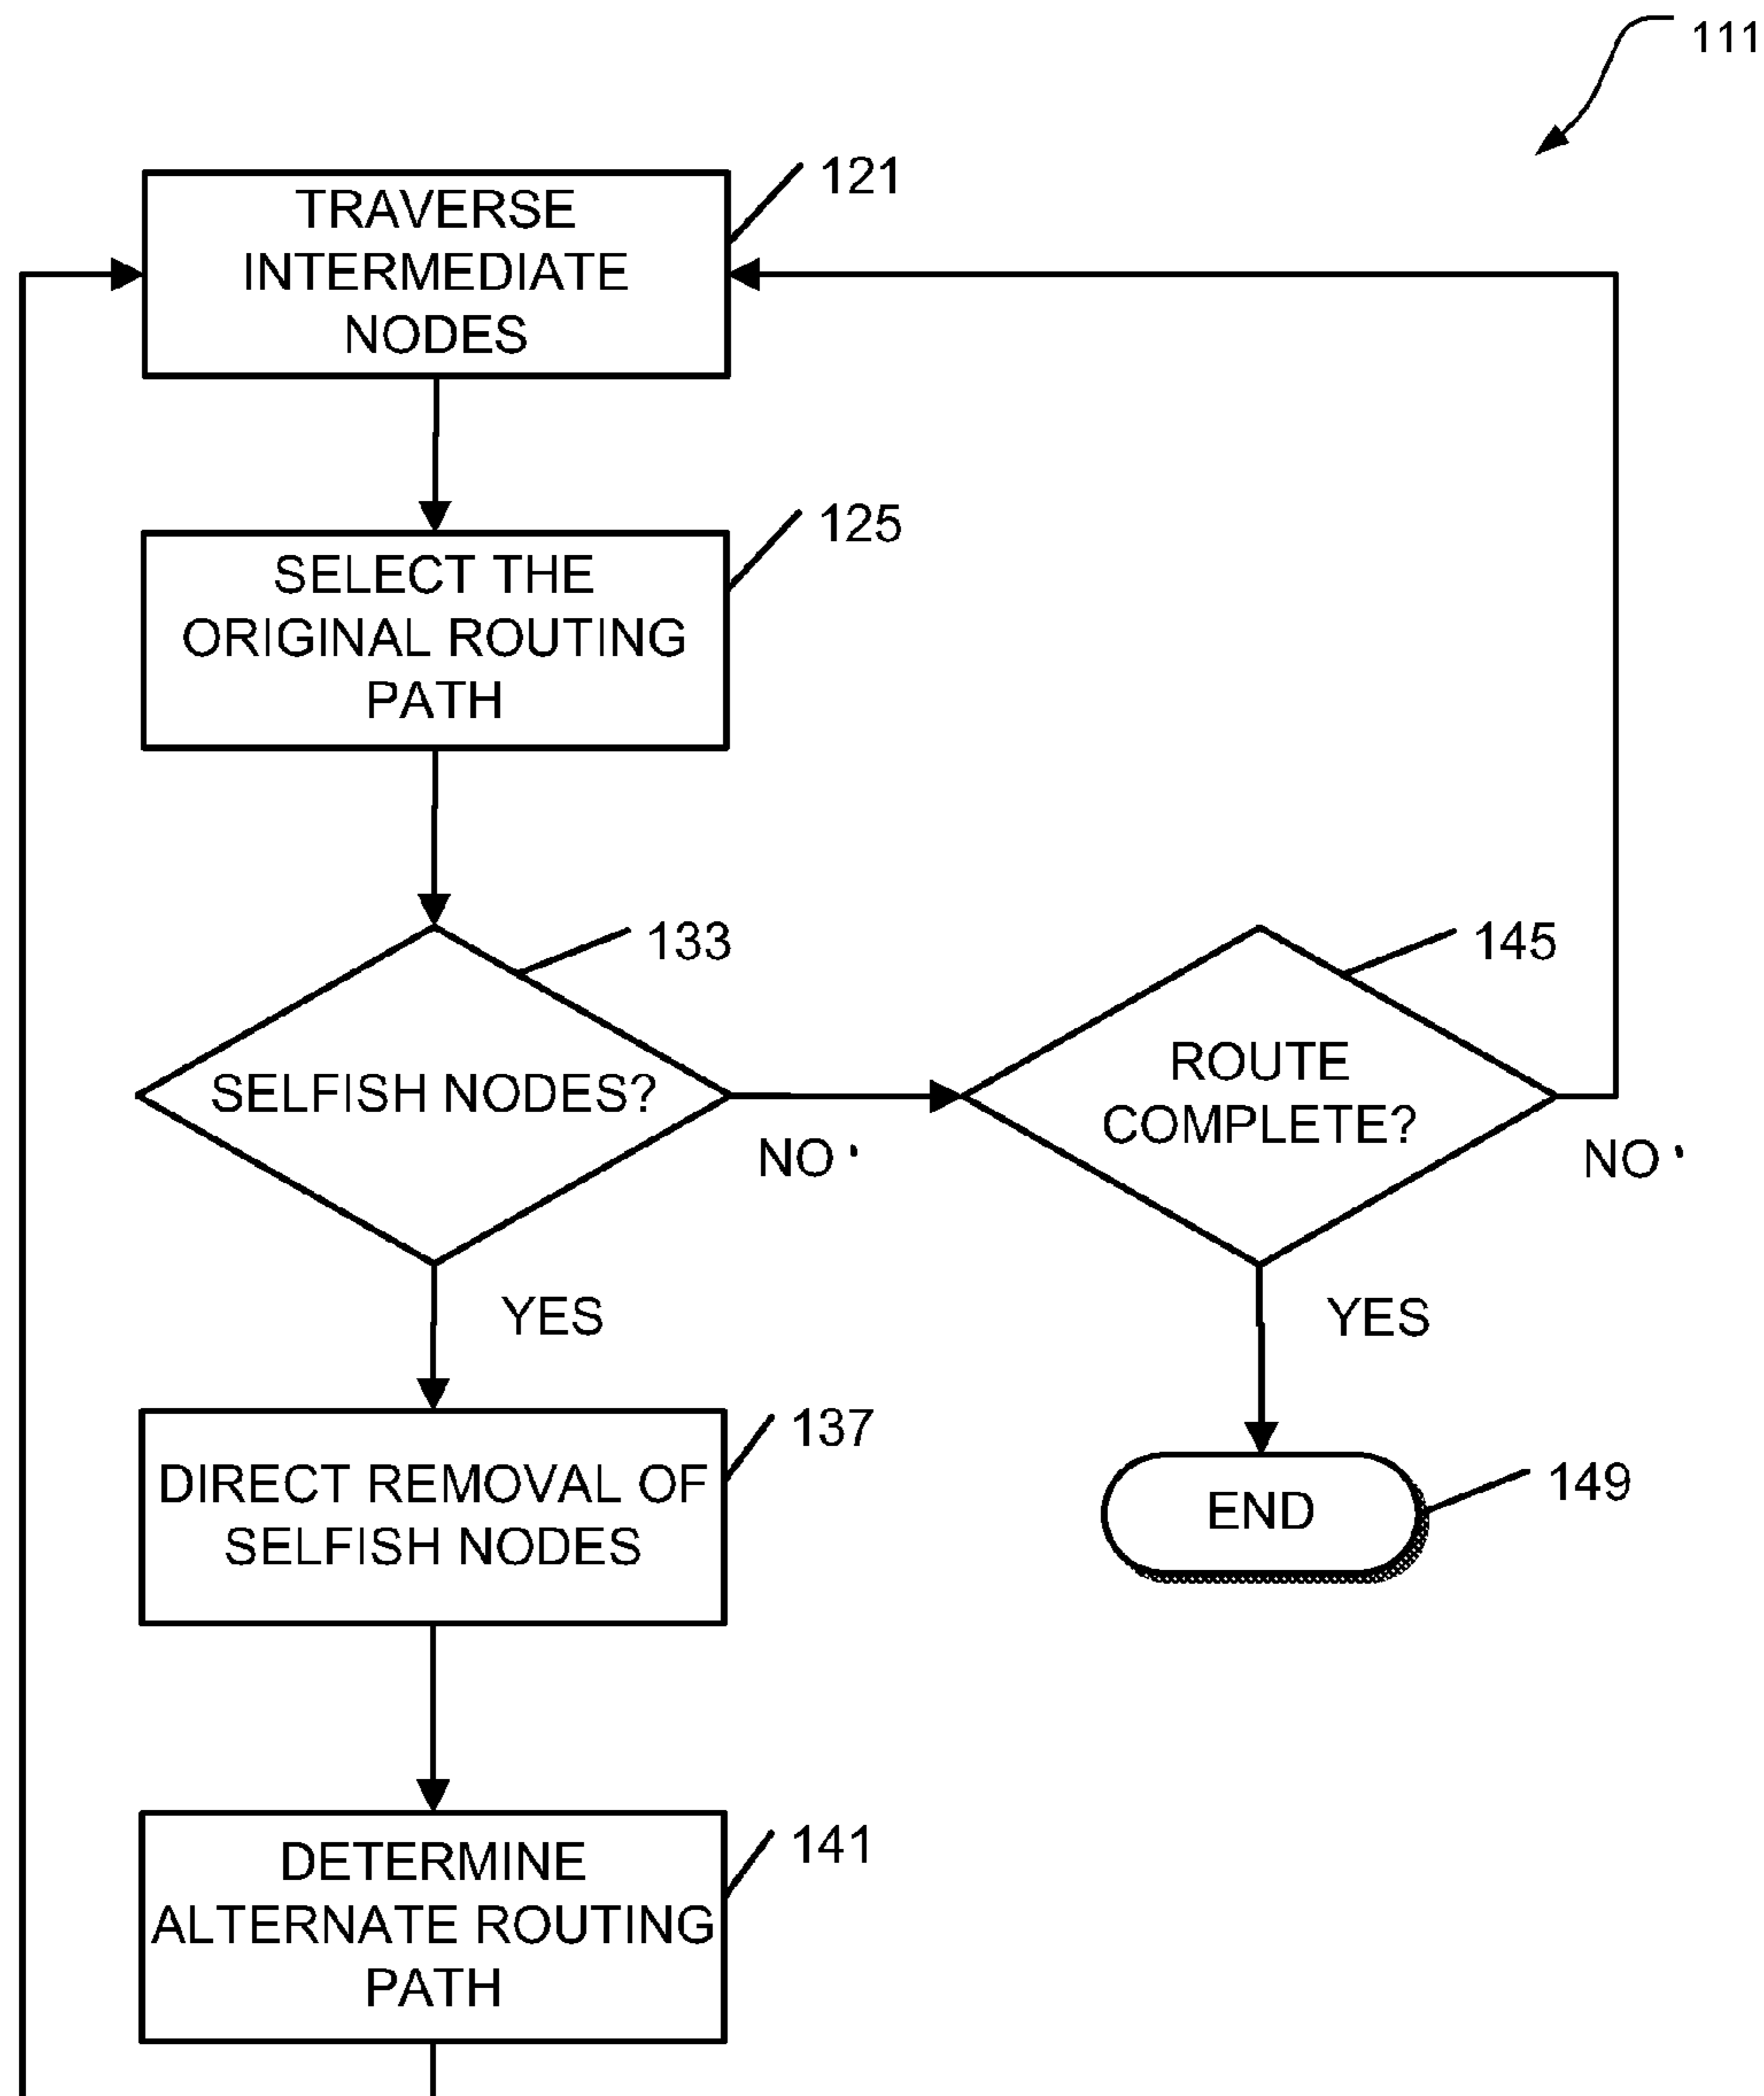 111
TRAVERSE
INTERMEDIATE
NODES
121
SELECT THE
ORIGINAL ROUTING
PATH
125
SELFISH NODES?
133
NO
YES
ROUTE
COMPLETE?
145
NO
YES
DIRECT REMOVAL OF
SELFISH NODES
137
END
149
DETERMINE
ALTERNATE ROUTING
PATH
141